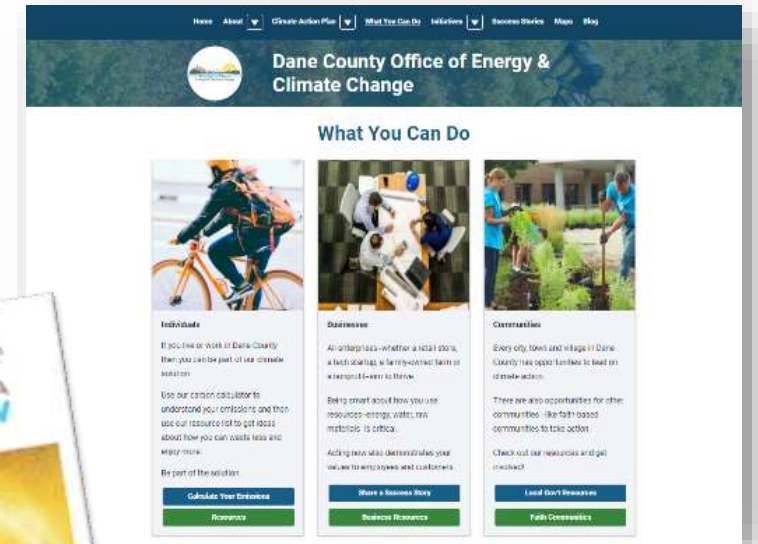 Home About Climate Action Plan What You Can Do Initiatives Success Stories Maps Blog
Dane County Office of Energy &
Climate Change
What You Can Do
Individuals
If you live or work in Dane County
then you can be part of our climate
solution.
Use our carbon calculator to
understand your emissions and then
use our resource list to get ideas
about how you can waste less and
enjoy more.
Be part of the solution.
Calculate Your Emissions
Resources
Businesses
All enterprises–whether a retail store,
a tech startup, a family-owned farm or
a nonprofit–aim to thrive.
Being smart about how you use
resources–energy, water, raw
materials–is critical.
Acting now also demonstrates your
values to employees and customers.
Share a Success Story
Business Resources
Communities
Every city, town and village in Dane
County has opportunities to lead on
climate action.
There are also opportunities for other
communities–like faith-based
communities to take action.
Check out our resources and get
involved!
Local Gov't Resources
Faith Communities